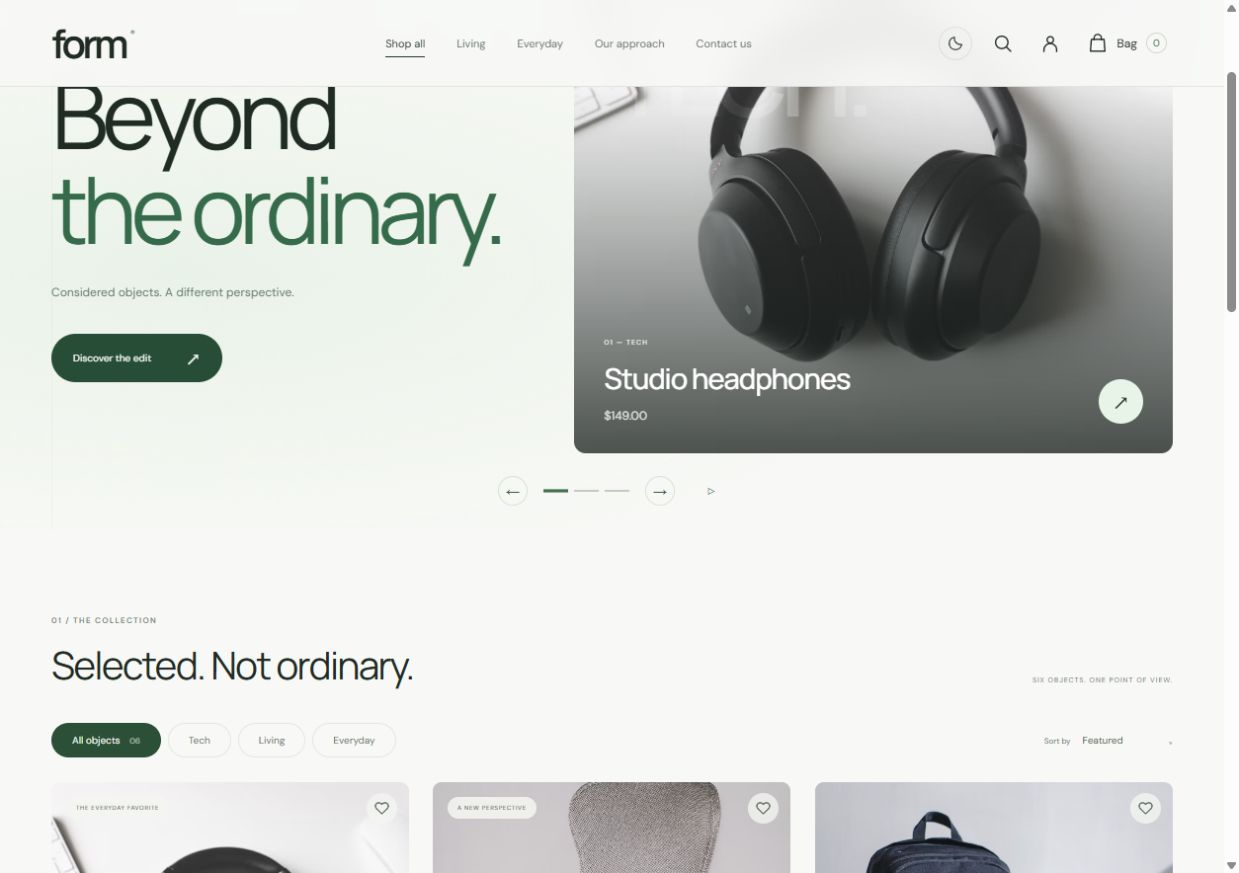 form
Shop all
Living
Everyday
Our approach
Contact us
Bag
0
Beyond
the ordinary.
Considered objects. A different perspective.
Discover the edit
01 — TECH
Studio headphones
$149.00
01 / THE COLLECTION
Selected. Not ordinary.
SIX OBJECTS. ONE POINT OF VIEW.
All objects 06
Tech
Living
Everyday
Sort by Featured
THE EVERYDAY FAVORITE
A NEW PERSPECTIVE